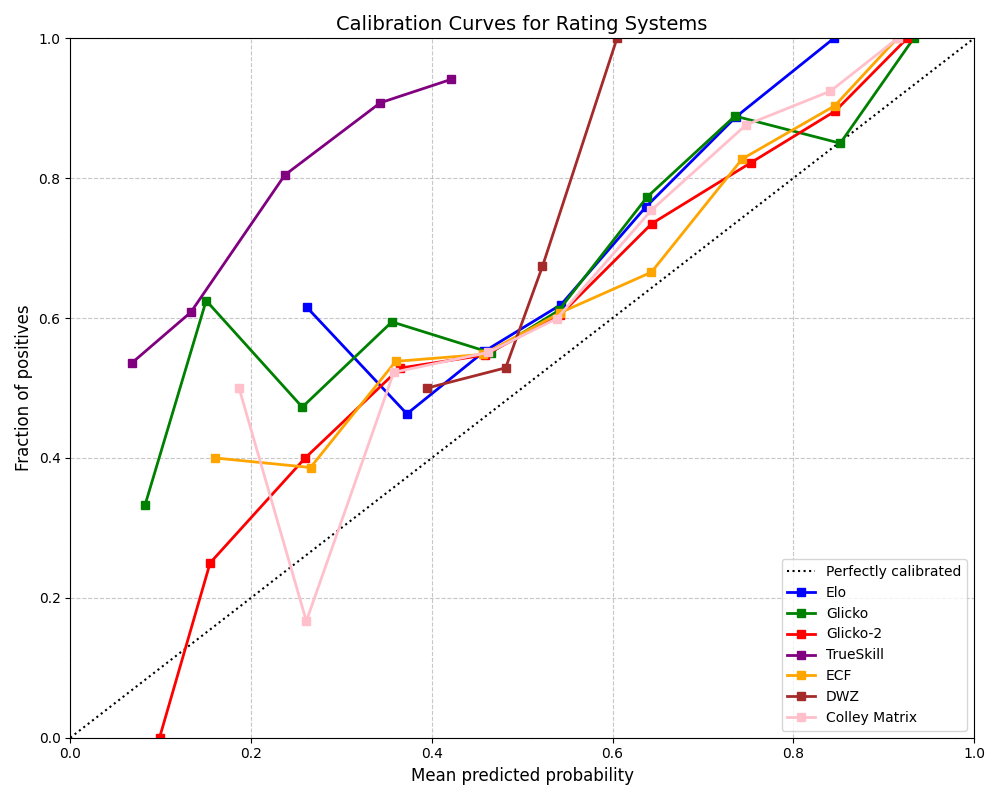 Calibration Curves for Rating Systems
1.0
0.8
0.6
0.4
0.2
0.0
Fraction of positives
0.0 0.2 0.4 0.6 0.8 1.0
Mean predicted probability
Perfectly calibrated
Elo
Glicko
Glicko-2
TrueSkill
ECF
DWZ
Colley Matrix